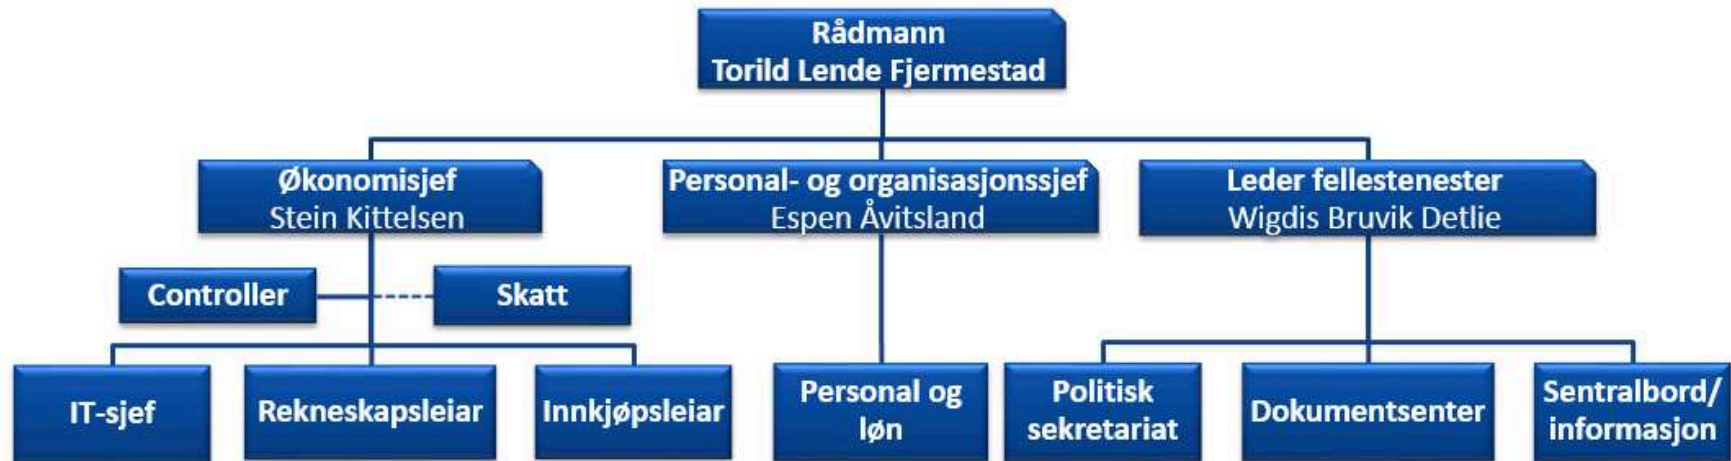 Rådmann
Torild Lende Fjermestad
Økonomisjef
Stein Kittelsen
Personal- og organisasjonssjef
Espen Åvitsland
Leder fellestenester
Wigdis Bruvik Detlie
Controller
Skatt
IT-sjef
Rekneskapsleiar
Innkjøpsleiar
Personal og
løn
Politisk
sekretariat
Dokumentsenter
Sentralbord/
informasjon